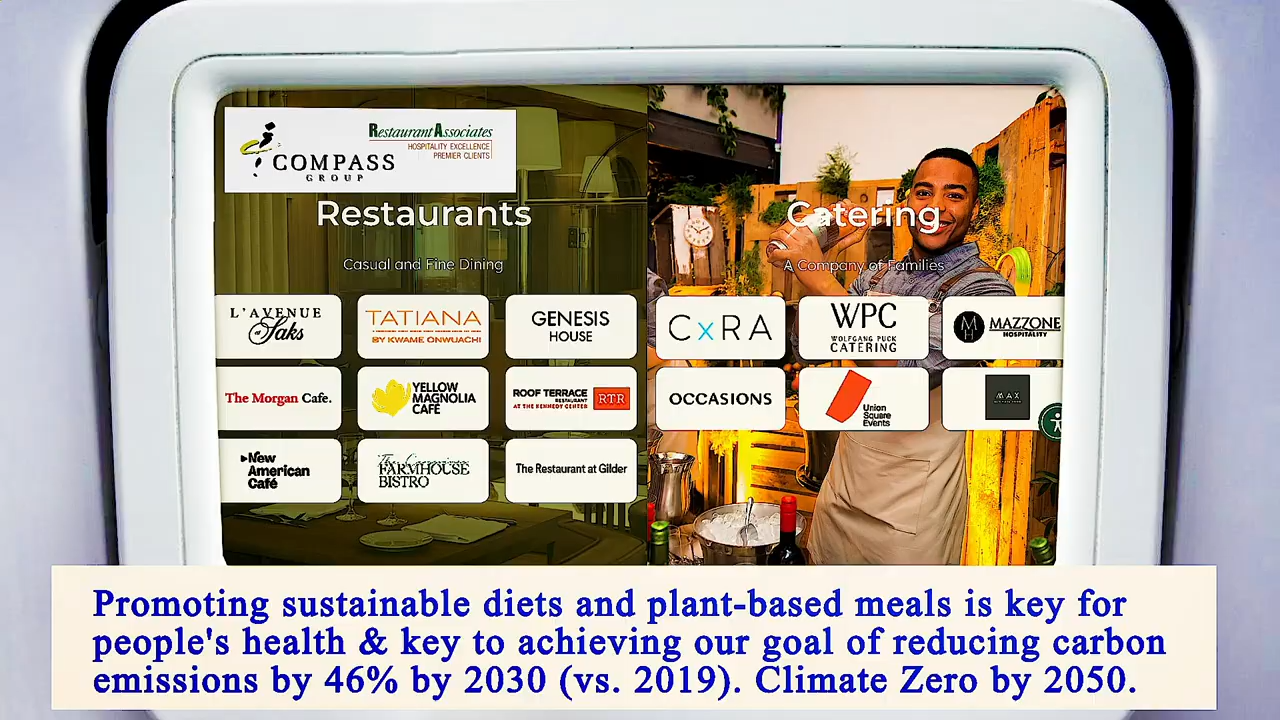 COMPASS
GROUP
Restaurant Associates
HOSPITALITY EXCELLENCE
PREMIER CLIENTS
Restaurants
Casual and Fine Dining
L'AVENUE
Saks
TATIANA
BY KWAME ONWUACHI
GENESIS
HOUSE
The Morgan Cafe.
YELLOW
MAGNOLIA
CAFÉ
ROOF TERRACE
RESTAURANT
AT THE KENNEDY CENTER
RTR
New
American
Café
FARMHOUSE
BISTRO
The Restaurant at Gilder
Catering
A Company of Families
CxRA
WPC
WOLFGANG PUCK
CATERING
M
H
MAZZONE
HOSPITALITY
OCCASIONS
Union
Square
Events
MAX
Promoting sustainable diets and plant-based meals is key for
people's health & key to achieving our goal of reducing carbon
emissions by 46% by 2030 (vs. 2019). Climate Zero by 2050.